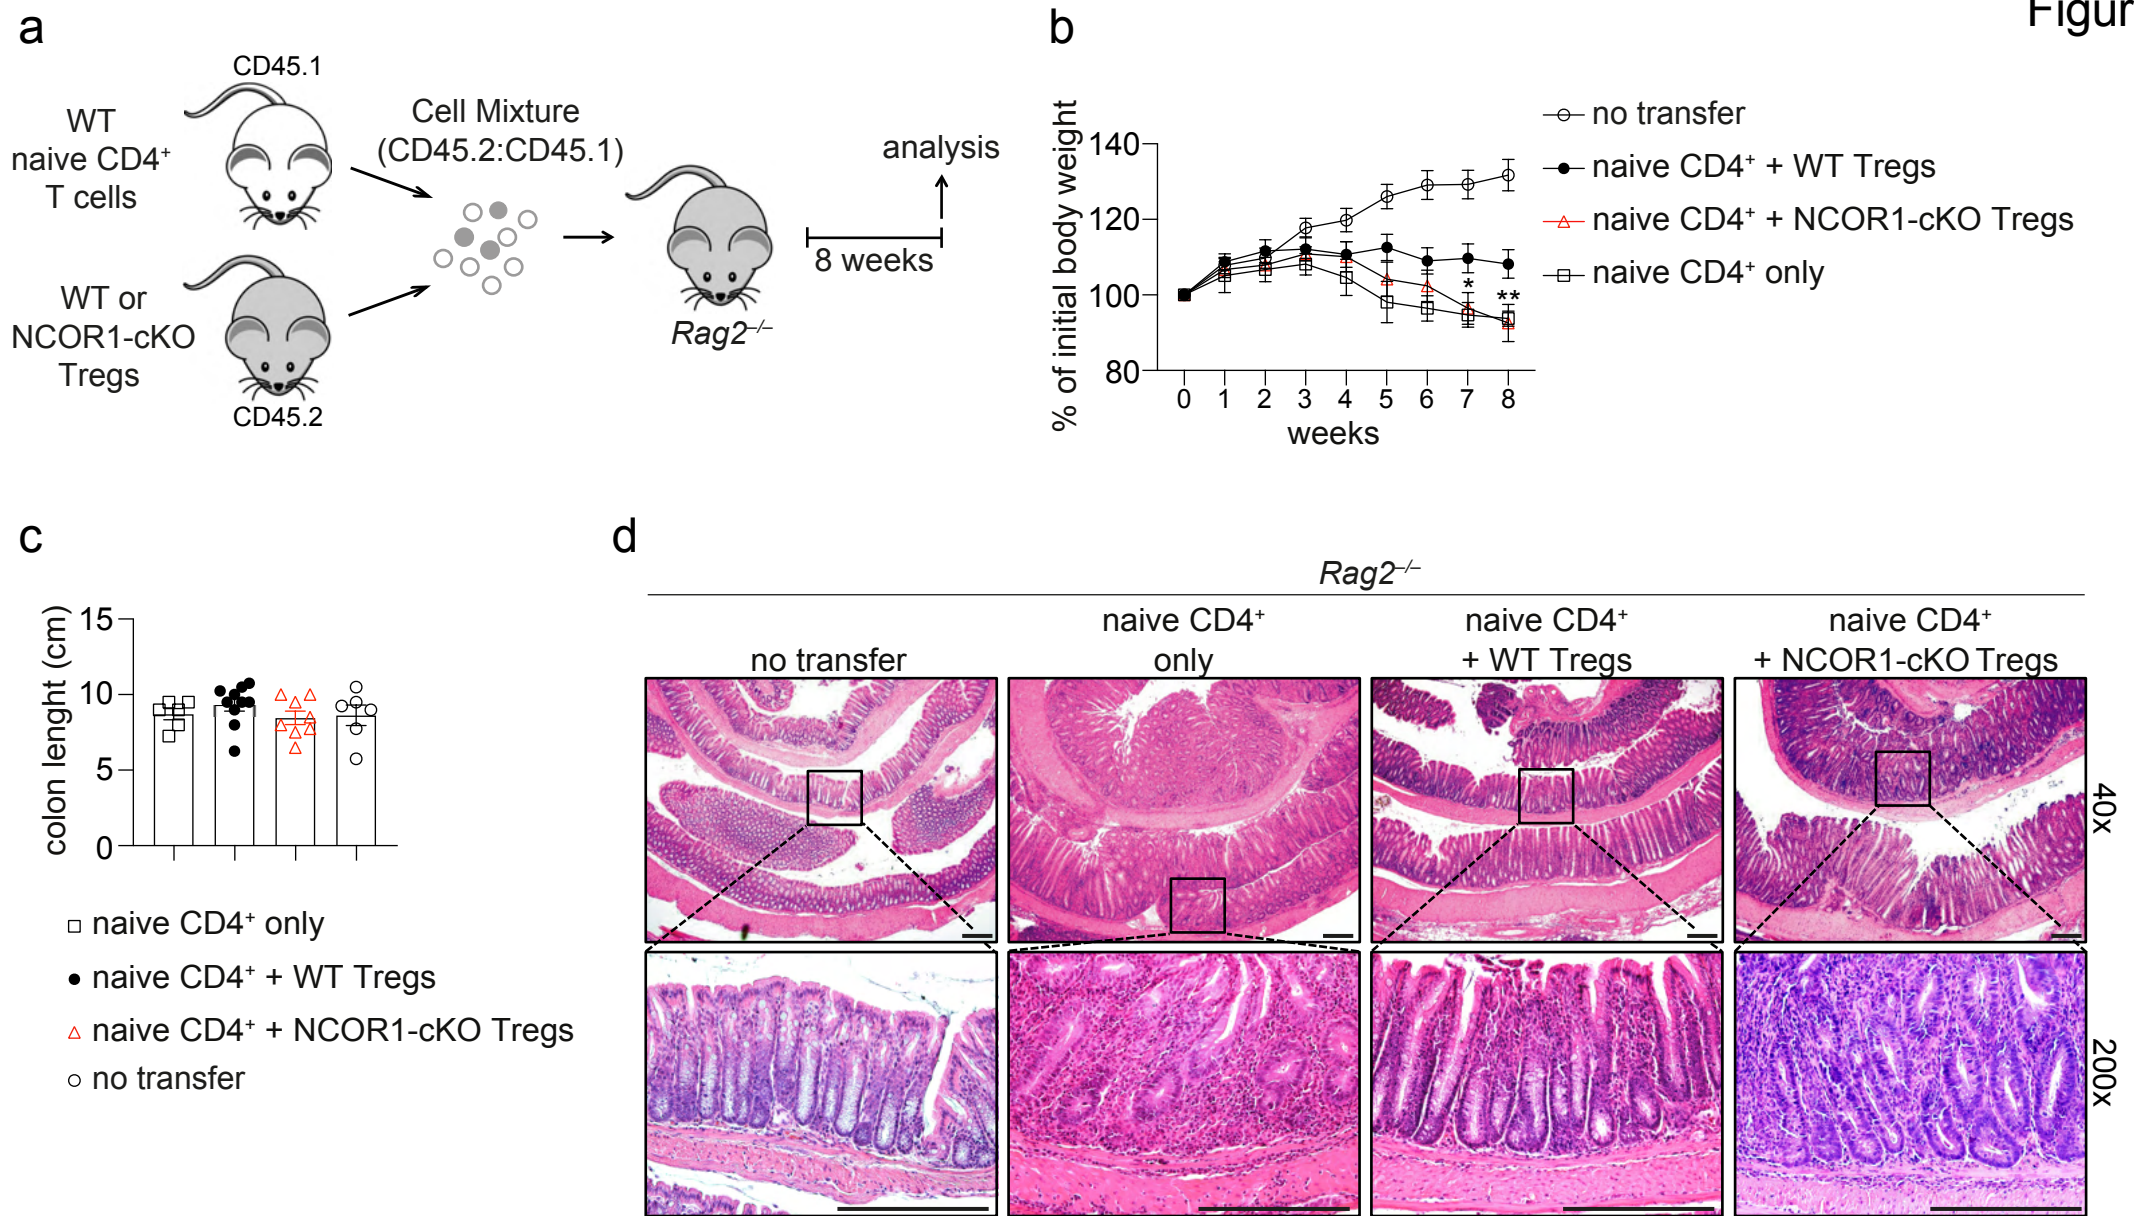 Figur
a
CD45.1
WT
naive CD4+
T cells
Cell Mixture
(CD45.2:CD45.1)
WT or
NCOR1-cKO
Tregs
CD45.2
Rag2–/–
8 weeks
analysis
b
% of initial body weight
140
120
100
80
0 1 2 3 4 5 6 7 8
weeks
*
**
no transfer
naive CD4+ + WT Tregs
naive CD4+ + NCOR1-cKO Tregs
naive CD4+ only
c
colon lenght (cm)
15
10
5
0
naive CD4+ only
naive CD4+ + WT Tregs
naive CD4+ + NCOR1-cKO Tregs
no transfer
d
Rag2–/–
no transfer
naive CD4+
only
naive CD4+
+ WT Tregs
naive CD4+
+ NCOR1-cKO Tregs
40x
200x